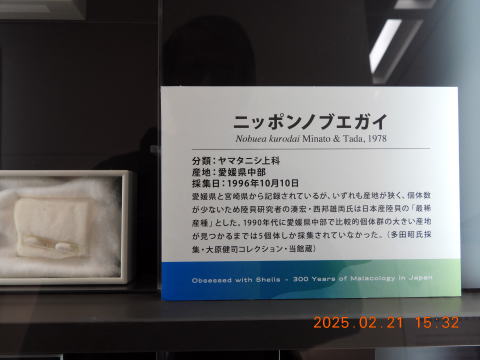 ニッポンノブエガイ
Nobuea kurodai Minato & Tada, 1978
分類：ヤマタニシ上科
産地：愛媛県中部
採集日：1996年10月10日
愛媛県と宮崎県から記録されているが、いずれも産地が狭く、個体数
が少ないため陸貝研究者の湊宏・西邦雄両氏は日本産陸貝の「最稀
産種」とした。1990年代に愛媛県中部で比較的個体群の大きい産地
が見つかるまでは5個体しか採集されていなかった。（多田昭氏採
集・大原健司コレクション・当館蔵）
Obsessed with Shells - 300 Years of Malacology in Japan
2025.02.21 15:32